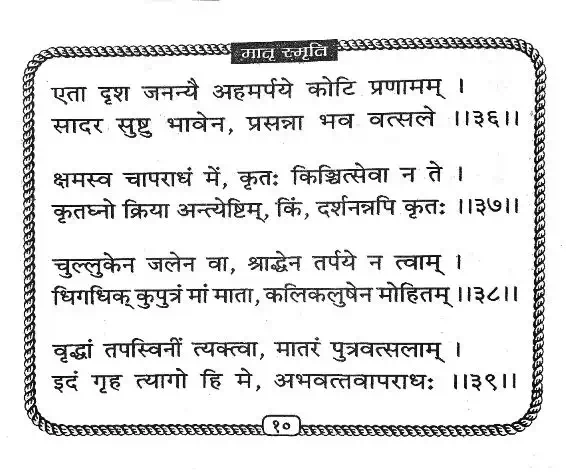 मातृ स्मृति
एता दृश जनन्यै अहमर्पये कोटि प्रणामम् ।
सादर सुष्टु भावेन, प्रसन्ना भव वत्सले ।।३६।।
क्षमस्व चापराधं में, कृतः किञ्चित्सेवा न ते ।
कृतघ्नो क्रिया अन्त्येष्टिम्, किं, दर्शनन्नपि कृतः ।।३७।।
चुल्लुकेन जलेन वा, श्राद्धेन तर्पये न त्वाम् ।
धिगधिक् कुपुत्रं मां माता, कलिकलुषेन मोहितम् ।।३८।।
वृद्धां तपस्विनीं त्यक्त्वा, मातरं पुत्रवत्सलाम् ।
इदं गृह त्यागो हि मे, अभवत्तवापराधः ।।३९।।
१०